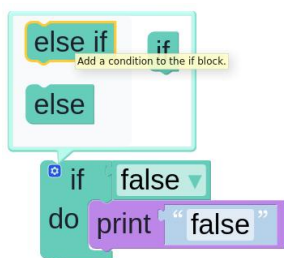 else if
if
Add a condition to the if block.
else
if false ▾
do print “ false ”